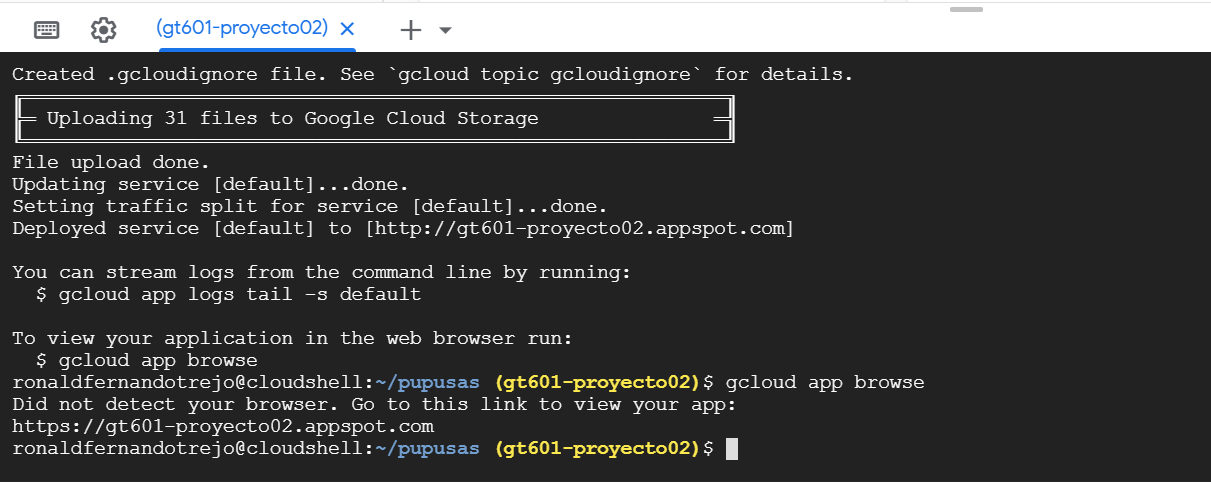 (gt601-proyecto02)
Created .gcloudignore file. See `gcloud topic gcloudignore` for details.
Uploading 31 files to Google Cloud Storage
File upload done.
Updating service [default]...done.
Setting traffic split for service [default]...done.
Deployed service [default] to [http://gt601-proyecto02.appspot.com]
You can stream logs from the command line by running:
$ gcloud app logs tail -s default
To view your application in the web browser run:
$ gcloud app browse
ronaldfernandotrejo@cloudshell:~/pupusas (gt601-proyecto02)$ gcloud app browse
Did not detect your browser. Go to this link to view your app:
https://gt601-proyecto02.appspot.com
ronaldfernandotrejo@cloudshell:~/pupusas (gt601-proyecto02)$